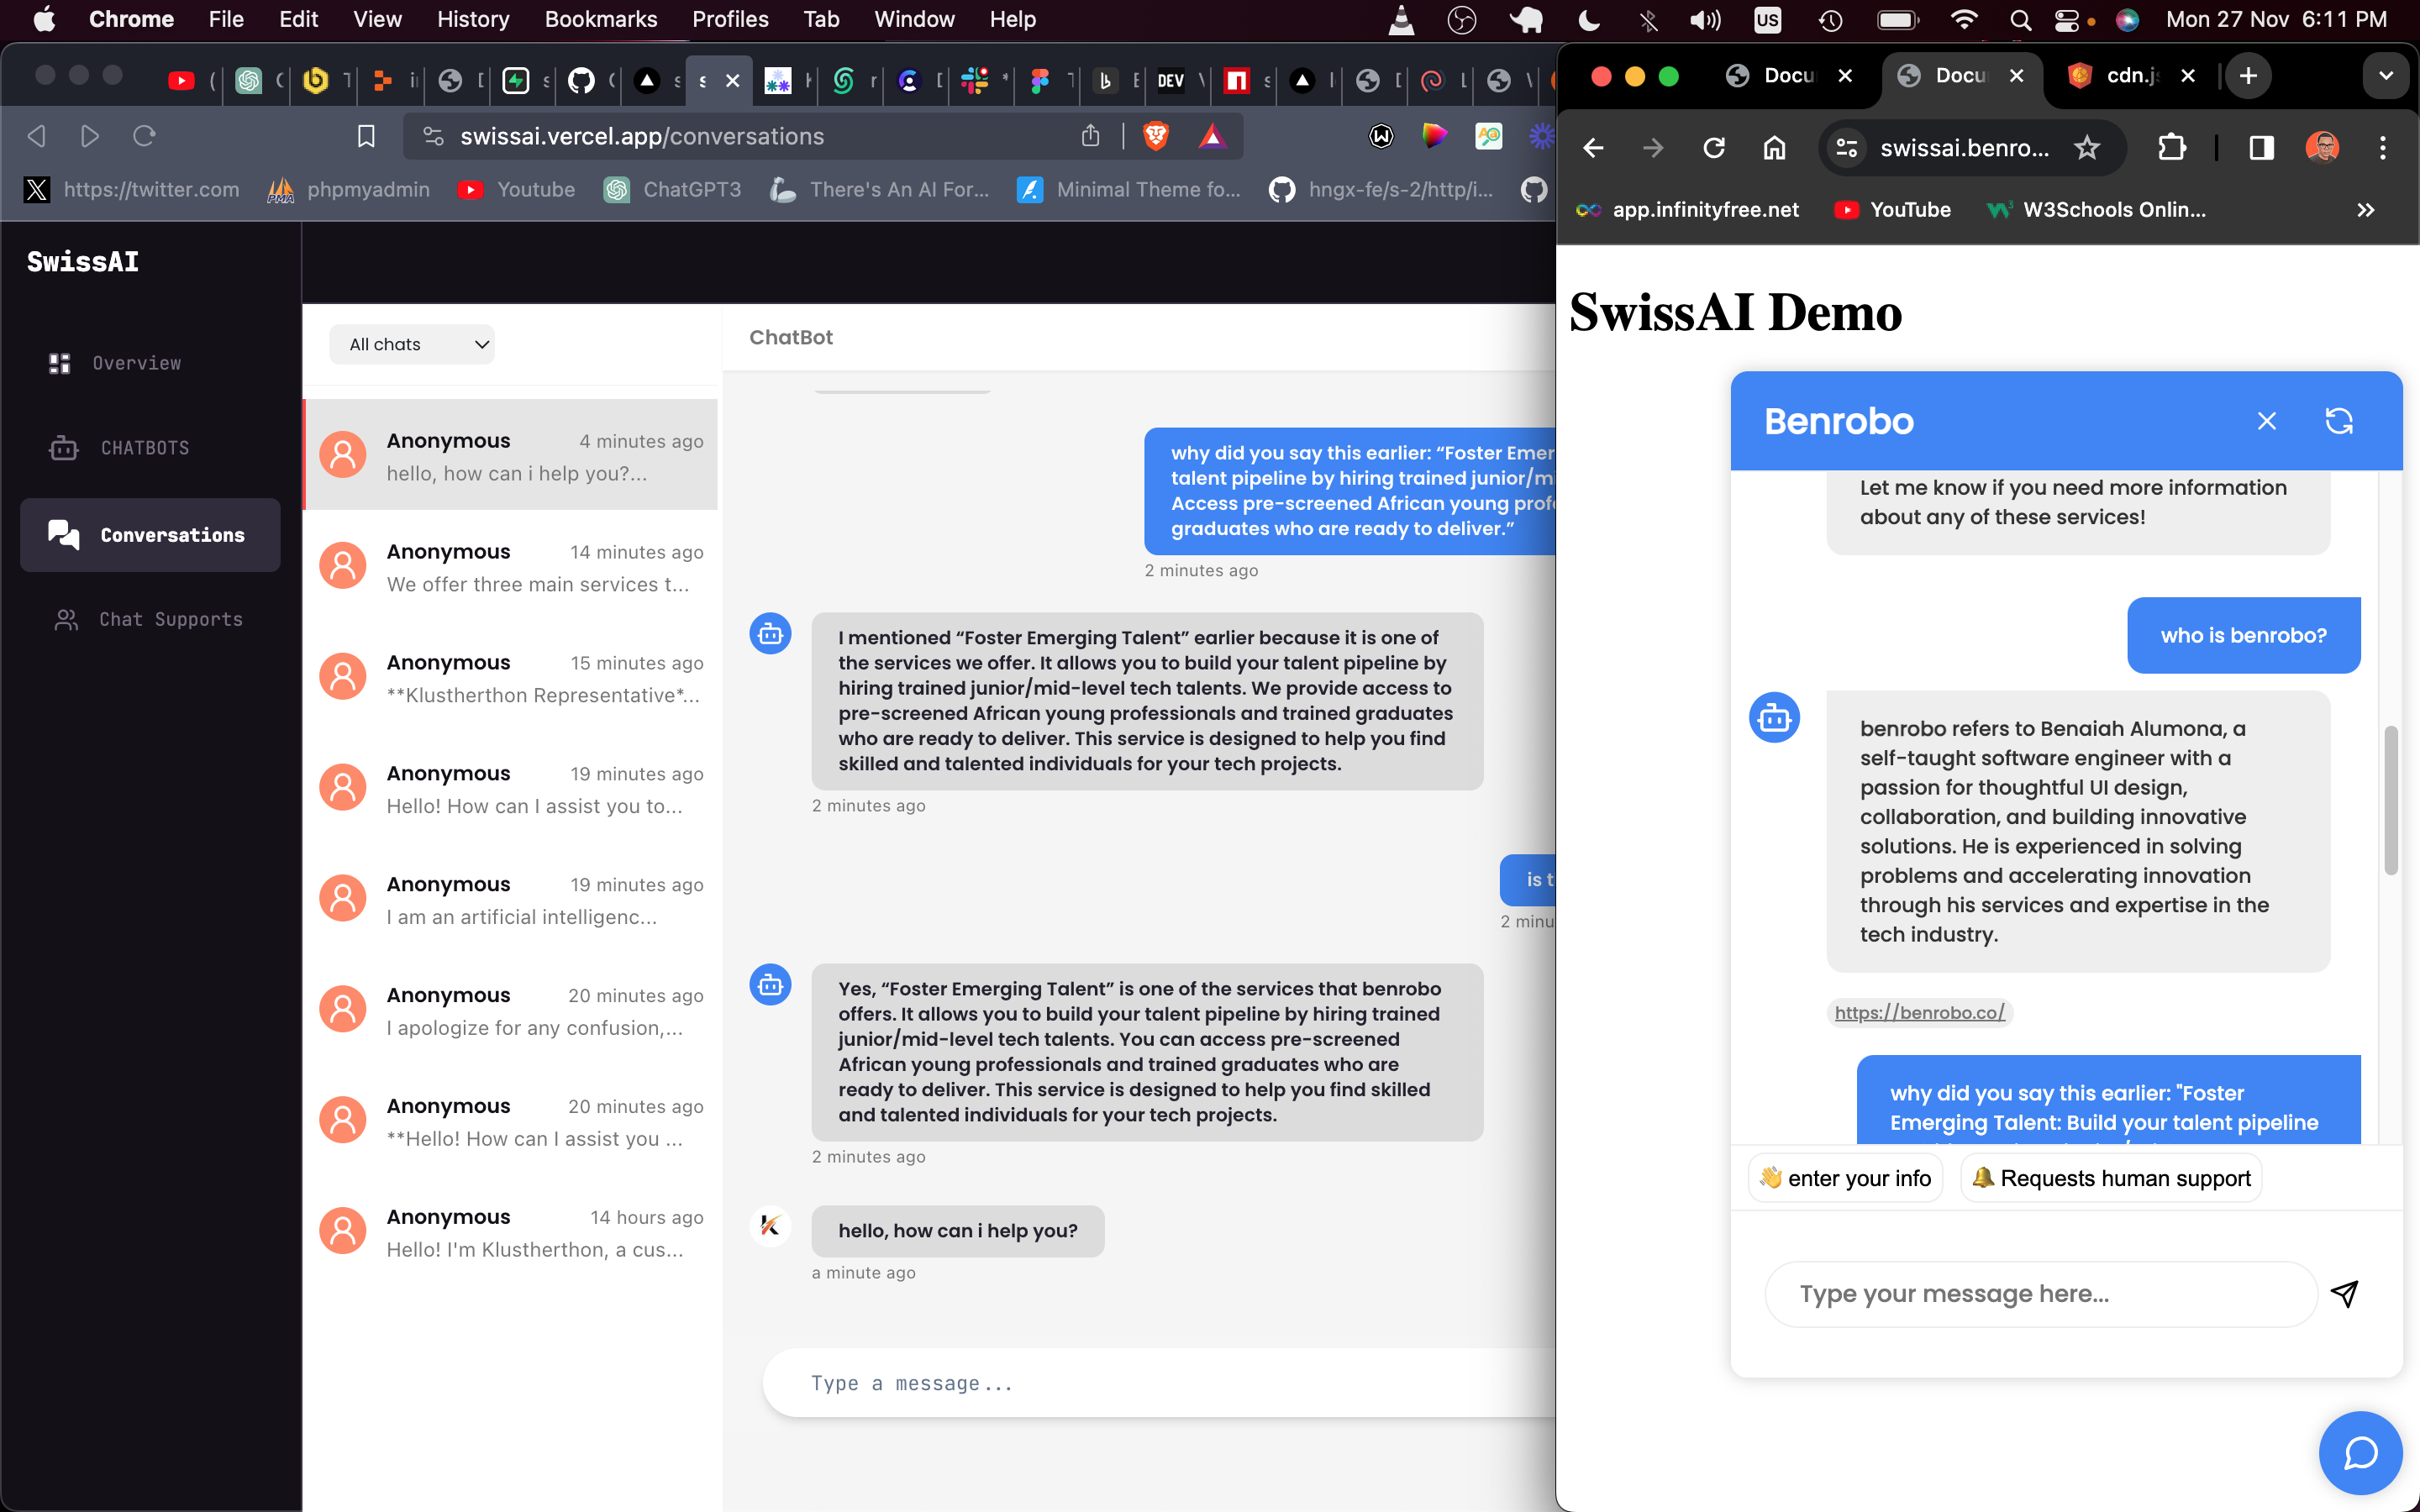 Chrome File Edit View History Bookmarks Profiles Tab Window Help US Mon 27 Nov 6:11 PM
DEV
swissai.vercel.app/conversations
https://twitter.com phpmyadmin Youtube ChatGPT3 There's An AI For... Minimal Theme fo... hngx-fe/s-2/http/i...
SwissAI
Overview
CHATBOTS
Conversations
Chat Supports
All chats
Anonymous 4 minutes ago
hello, how can i help you?...
Anonymous 14 minutes ago
We offer three main services t...
Anonymous 15 minutes ago
**Klustherthon Representative*...
Anonymous 19 minutes ago
Hello! How can I assist you to...
Anonymous 19 minutes ago
I am an artificial intelligenc...
Anonymous 20 minutes ago
I apologize for any confusion,...
Anonymous 20 minutes ago
**Hello! How can I assist you ...
Anonymous 14 hours ago
Hello! I'm Klustherthon, a cus...
ChatBot
why did you say this earlier: “Foster Emer
talent pipeline by hiring trained junior/m
Access pre-screened African young prof
graduates who are ready to deliver.”
2 minutes ago
I mentioned “Foster Emerging Talent” earlier because it is one of
the services we offer. It allows you to build your talent pipeline by
hiring trained junior/mid-level tech talents. We provide access to
pre-screened African young professionals and trained graduates
who are ready to deliver. This service is designed to help you find
skilled and talented individuals for your tech projects.
2 minutes ago
is t
2 minu
Yes, “Foster Emerging Talent” is one of the services that benrobo
offers. It allows you to build your talent pipeline by hiring trained
junior/mid-level tech talents. You can access pre-screened
African young professionals and trained graduates who are
ready to deliver. This service is designed to help you find skilled
and talented individuals for your tech projects.
2 minutes ago
hello, how can i help you?
a minute ago
Type a message...
Docu Docu cdn.j
swissai.benro...
app.infinityfree.net YouTube W3Schools Onlin...
SwissAI Demo
Benrobo
Let me know if you need more information
about any of these services!
who is benrobo?
benrobo refers to Benaiah Alumona, a
self-taught software engineer with a
passion for thoughtful UI design,
collaboration, and building innovative
solutions. He is experienced in solving
problems and accelerating innovation
through his services and expertise in the
tech industry.
https://benrobo.co/
why did you say this earlier: "Foster
Emerging Talent: Build your talent pipeline
👋 enter your info 🔔 Requests human support
Type your message here...